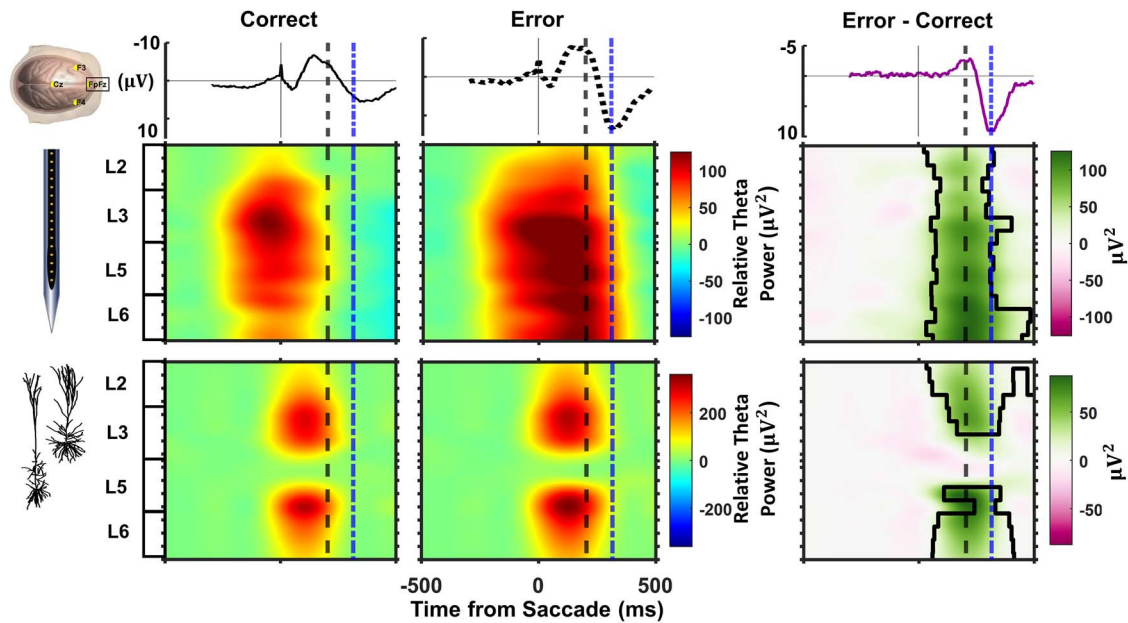 Correct Error Error - Correct
-10
(μV)
10
-5
10
F3
Cz
FpFz
F4
L2
L3
L5
L6
100
50
0
-50
-100
Relative Theta
Power (μV²)
100
50
0
-50
-100
μV²
L2
L3
L5
L6
200
0
-200
Relative Theta
Power (μV²)
50
0
-50
μV²
-500 0 500
Time from Saccade (ms)